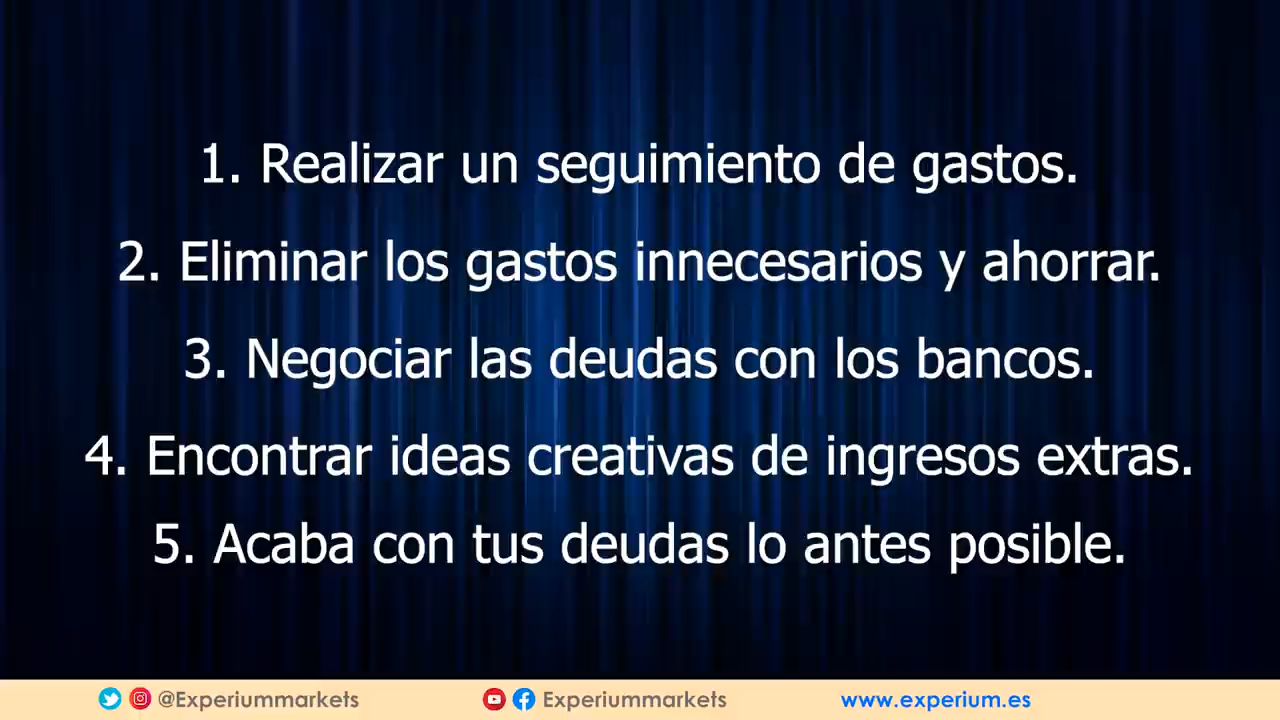 1. Realizar un seguimiento de gastos.
2. Eliminar los gastos innecesarios y ahorrar.
3. Negociar las deudas con los bancos.
4. Encontrar ideas creativas de ingresos extras.
5. Acaba con tus deudas lo antes posible.
@Experiummarkets Experiummarkets www.experium.es